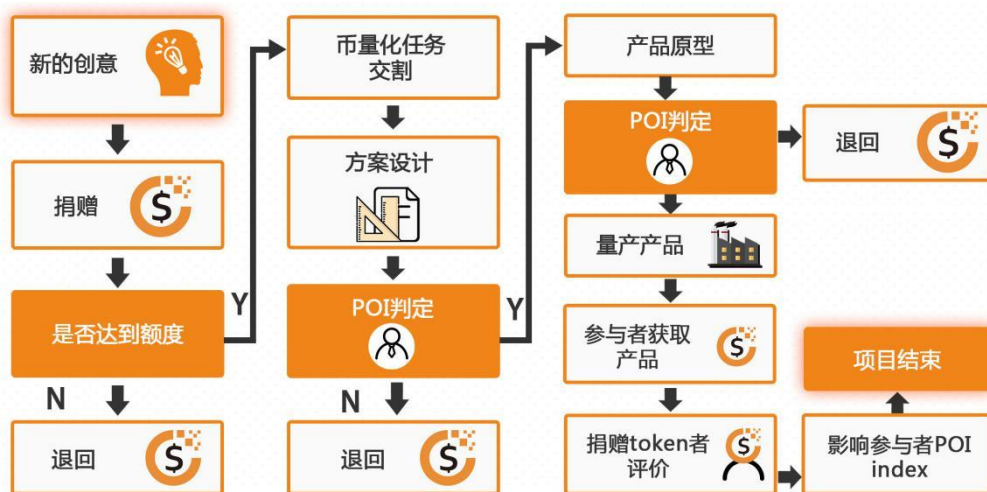 新的创意
捐赠
是否达到额度
Y
N
退回
币量化任务
交割
方案设计
POI判定
Y
N
退回
产品原型
POI判定
退回
量产产品
参与者获取
产品
捐赠token者
评价
影响参与者POI
index
项目结束